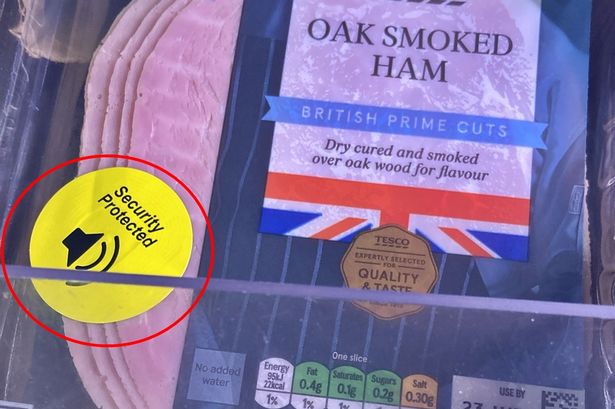 OAK SMOKED
HAM
BRITISH PRIME CUTS
Dry cured and smoked
over oak wood for flavour
Security
Protected
TESCO
EXPERTLY SELECTED
FOR
QUALITY
& TASTE
No added
water
One slice
Energy
95kJ
22kcal
1%
Fat
0.4g
1%
Saturates
0.1g
1%
Sugars
0.2g
Salt
0.30g
USE BY
23